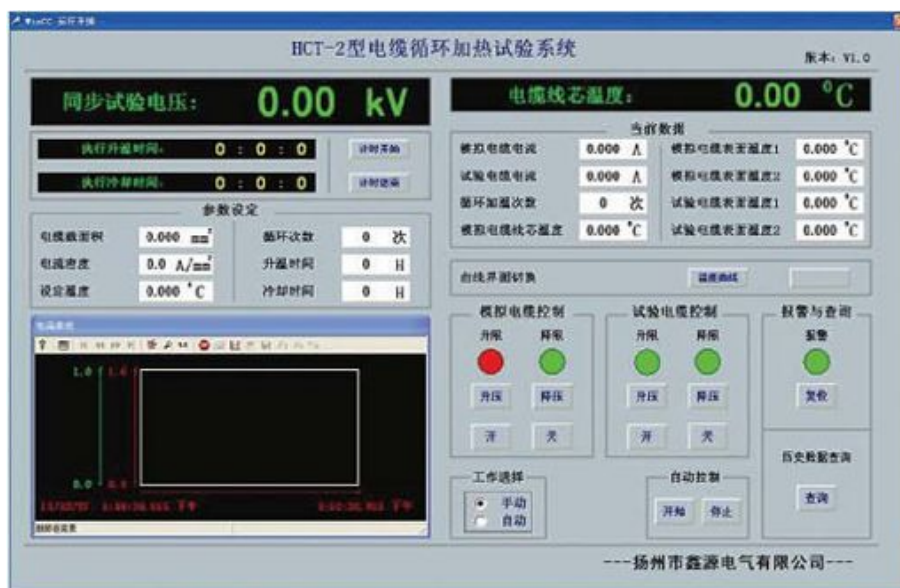 WinCC-运行系统
HCT-2型电缆循环加热试验系统
版本：V1.0
同步试验电压： 0.00 kV
电缆线芯温度： 0.00 °C
执行升温时间： 0 : 0 : 0 计时开始
执行冷却时间： 0 : 0 : 0 计时结束
参数设定
电缆截面积 0.000 mm² 循环次数 0 次
电流密度 0.0 A/mm² 升温时间 0 H
设定温度 0.000 °C 冷却时间 0 H
当前数据
模拟电缆电流 0.000 A 模拟电缆表面温度1 0.000 °C
试验电缆电流 0.000 A 模拟电缆表面温度2 0.000 °C
循环加温次数 0 次 试验电缆表面温度1 0.000 °C
模拟电缆线芯温度 0.000 °C 试验电缆表面温度2 0.000 °C
曲线界面切换 温度曲线
1.0 1.0
0.0 0.0
模拟电缆控制
升限 降限
升压 降压
开 关
试验电缆控制
升限 降限
升压 降压
开 关
报警与查询
报警
复位
历史数据查询
查询
工作选择
手动
自动
自动控制
开始 停止
---扬州市鑫源电气有限公司---